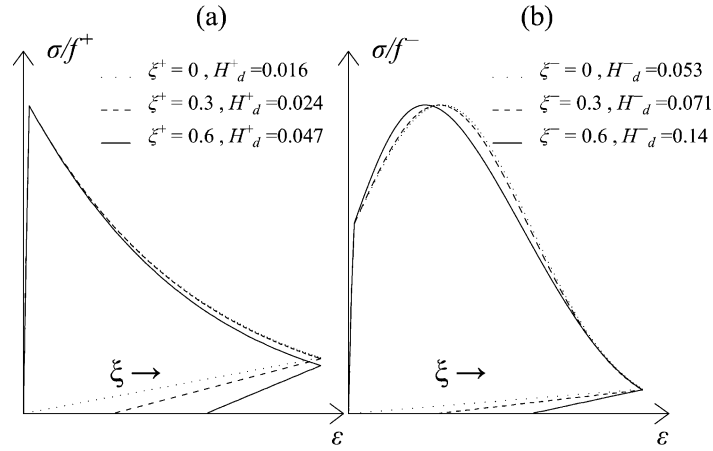 (a)
σ/f⁺
ξ⁺ = 0 , H⁺d =0.016
ξ⁺ = 0.3 , H⁺d =0.024
ξ⁺ = 0.6 , H⁺d =0.047
ξ →
ε
(b)
σ/f⁻
ξ⁻ = 0 , H⁻d =0.053
ξ⁻= 0.3 , H⁻d =0.071
ξ⁻ = 0.6 , H⁻d =0.14
ξ →
ε